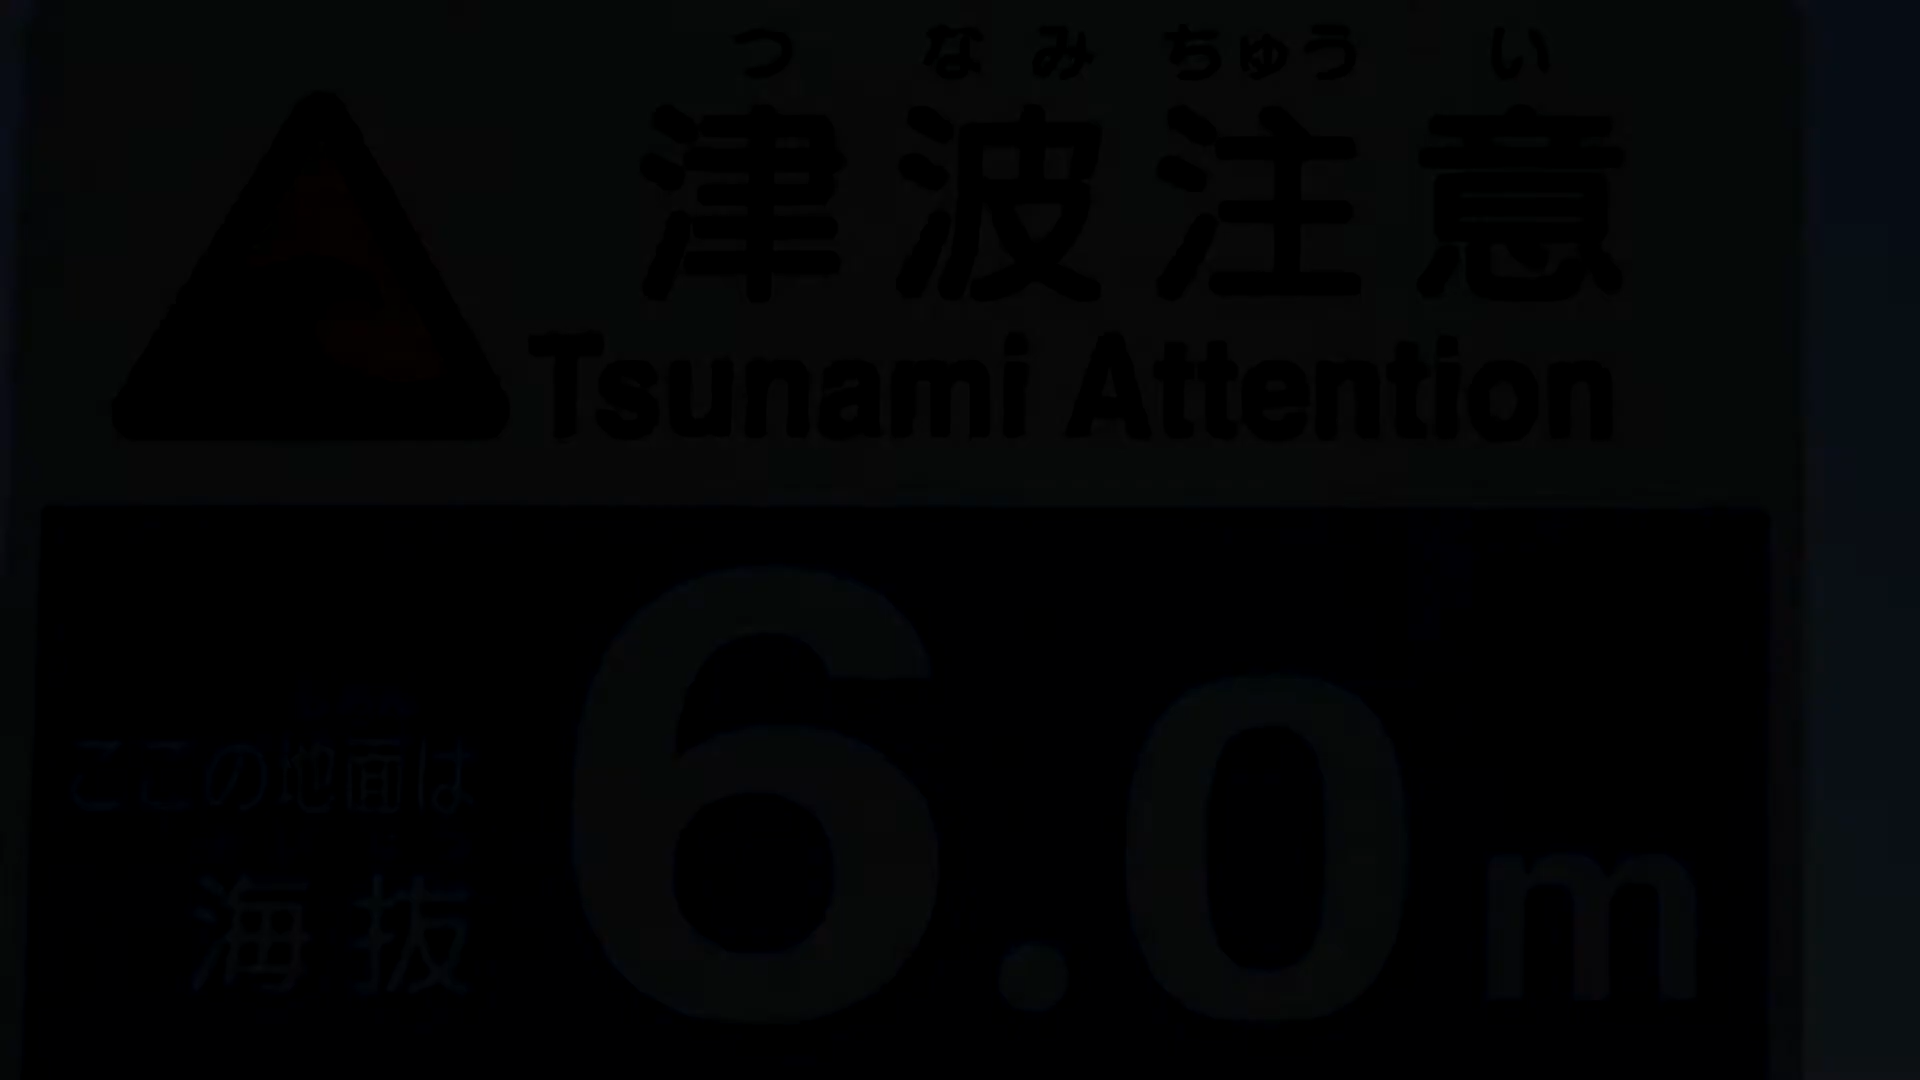 つ なみ ちゅう い
津波注意
Tsunami Attention
ここの地面は
海抜
6.0m